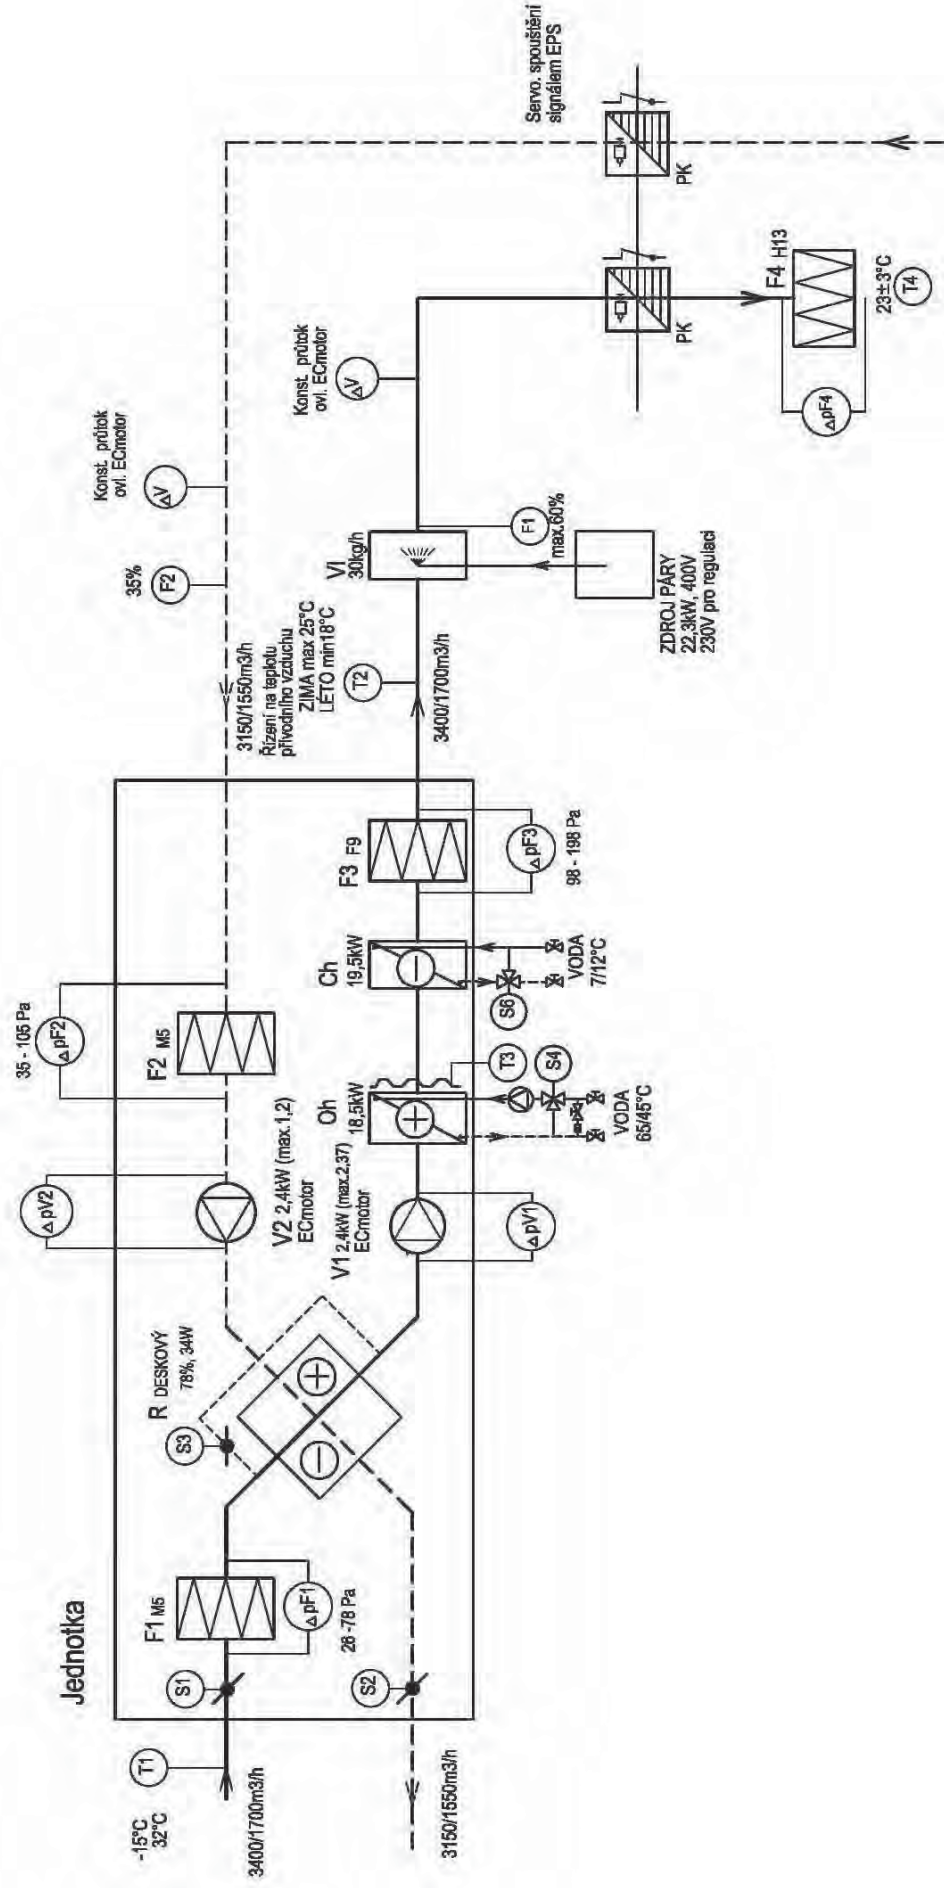 Jednotka
-15°C
32°C
T1
3400/1700m3/h
3150/1550m3/h
S1
S2
F1 M5
ΔpF1
26 -78 Pa
S3
R DESKOVÝ
78%, 34W
ΔpV2
V2 2,4kW (max.1,2)
ECmotor
V1 2,4kW (max.2,37)
ECmotor
ΔpV1
35 - 105 Pa
ΔpF2
F2 M5
Oh
18,5kW
T3
S4
VODA
65/45°C
Ch
19,5kW
S6
VODA
7/12°C
F3 F9
ΔpF3
98 - 198 Pa
3150/1550m3/h
Řízení na teplotu
přívodního vzduchu
ZIMA max 25°C
LÉTO min18°C
T2
3400/1700m3/h
35%
F2
Konst. průtok
ovl. ECmotor
ΔV
VI
30kg/h
F1
max.60%
ZDROJ PÁRY
22,3kW, 400V
230V pro regulaci
Konst. průtok
ovl. ECmotor
ΔV
Servo. spouštění
signálem EPS
PK
PK
F4 H13
23±3°C
T4
ΔpF4